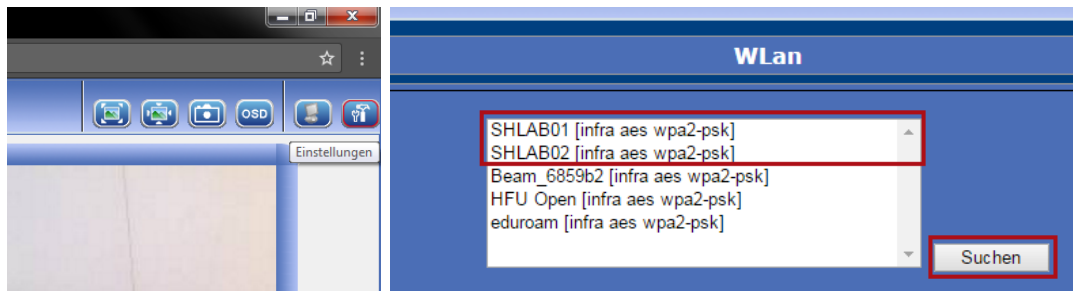 OSD
Einstellungen
WLan
SHLAB01 [infra aes wpa2-psk]
SHLAB02 [infra aes wpa2-psk]
Beam_6859b2 [infra aes wpa2-psk]
HFU Open [infra aes wpa2-psk]
eduroam [infra aes wpa2-psk]
Suchen